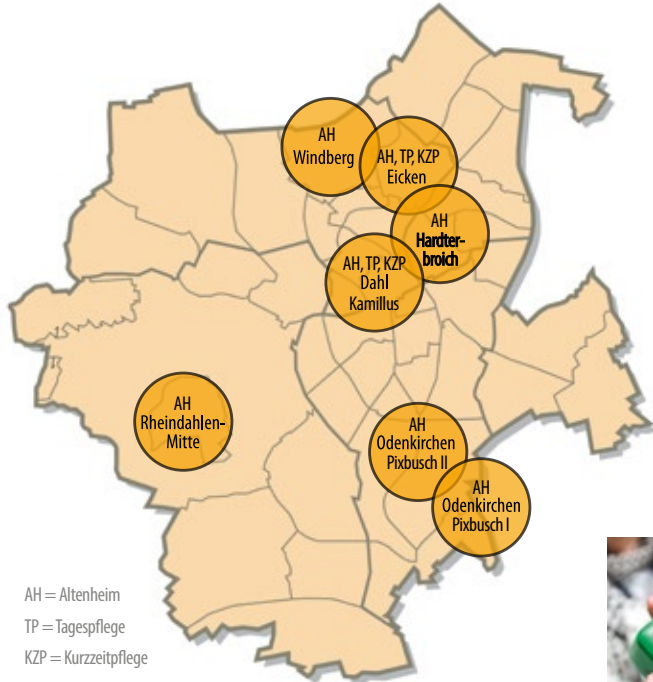 AH
Windberg
AH, TP, KZP
Eicken
AH
Hardter-
broich
AH, TP, KZP
Dahl
Kamillus
AH
Rheindahlen-
Mitte
AH
Odenkirchen
Pixbusch II
AH
Odenkirchen
Pixbusch I
AH = Altenheim
TP = Tagespflege
KZP = Kurzzeitpflege